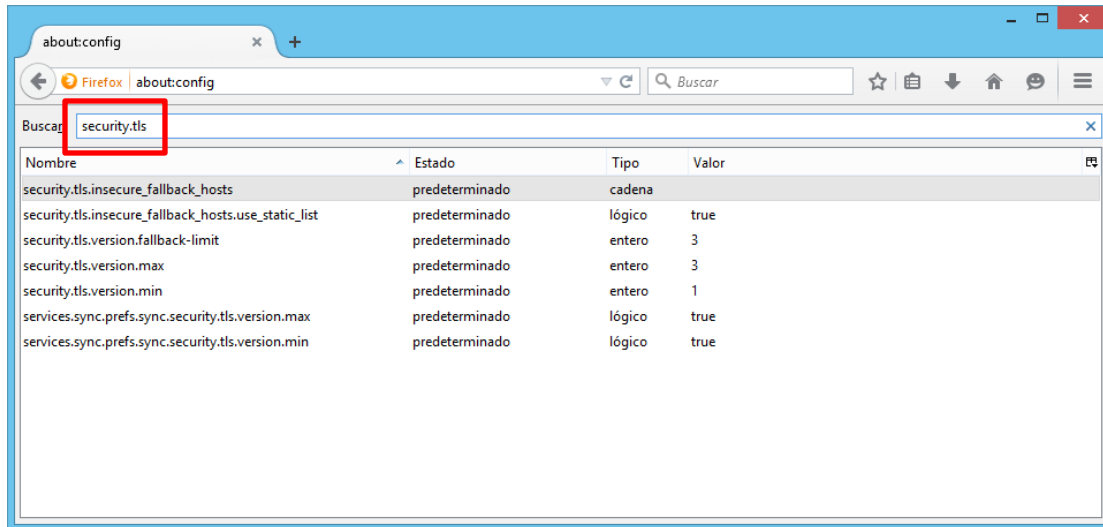 about:config
Firefox about:config Buscar
Buscar: security.tls
Nombre Estado Tipo Valor
security.tls.insecure_fallback_hosts predeterminado cadena
security.tls.insecure_fallback_hosts.use_static_list predeterminado lógico true
security.tls.version.fallback-limit predeterminado entero 3
security.tls.version.max predeterminado entero 3
security.tls.version.min predeterminado entero 1
services.sync.prefs.sync.security.tls.version.max predeterminado lógico true
services.sync.prefs.sync.security.tls.version.min predeterminado lógico true